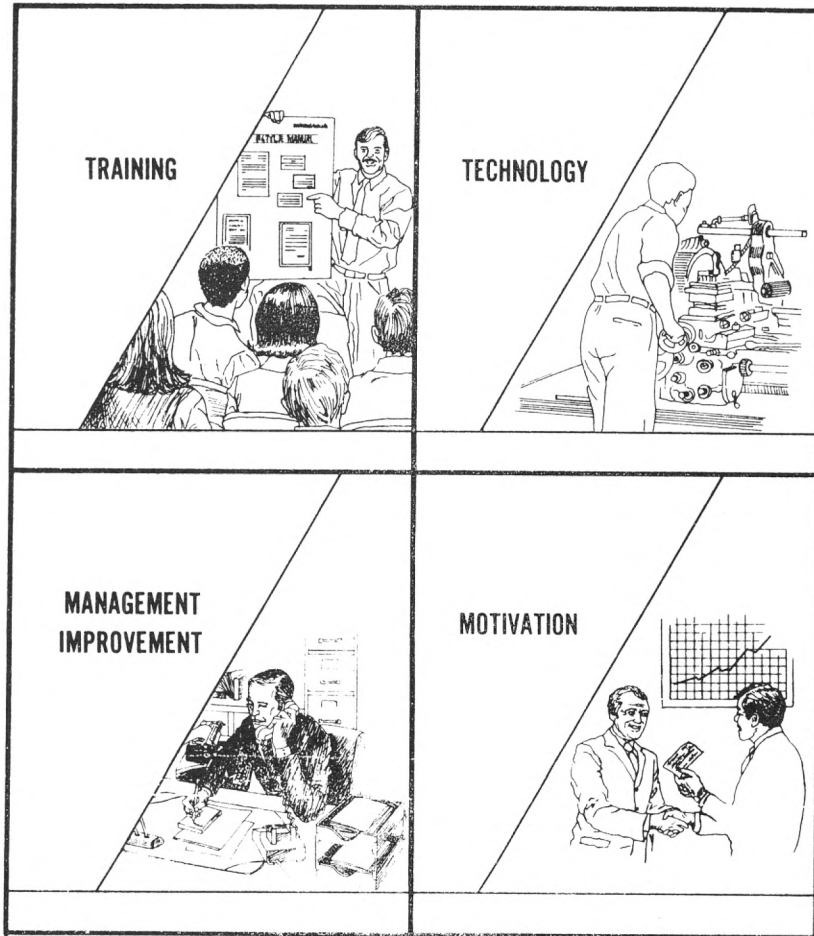 TRAINING
TECHNOLOGY
MANAGEMENT
IMPROVEMENT
MOTIVATION